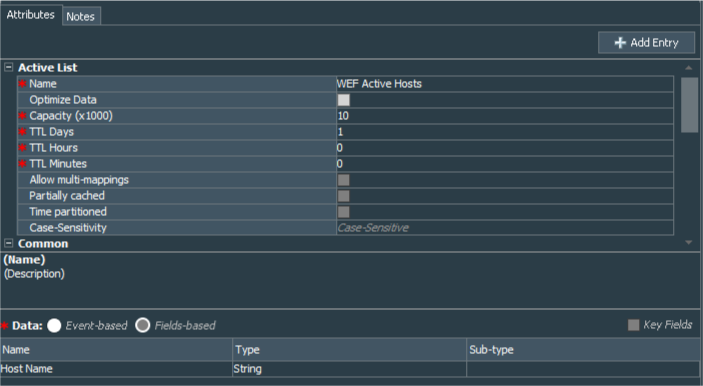 Attributes Notes
Add Entry
Active List
Name WEF Active Hosts
Optimize Data
Capacity (x1000) 10
TTL Days 1
TTL Hours 0
TTL Minutes 0
Allow multi-mappings
Partially cached
Time partitioned
Case-Sensitivity Case-Sensitive
Common
(Name)
(Description)
Data: Event-based Fields-based Key Fields
Name Type Sub-type
Host Name String